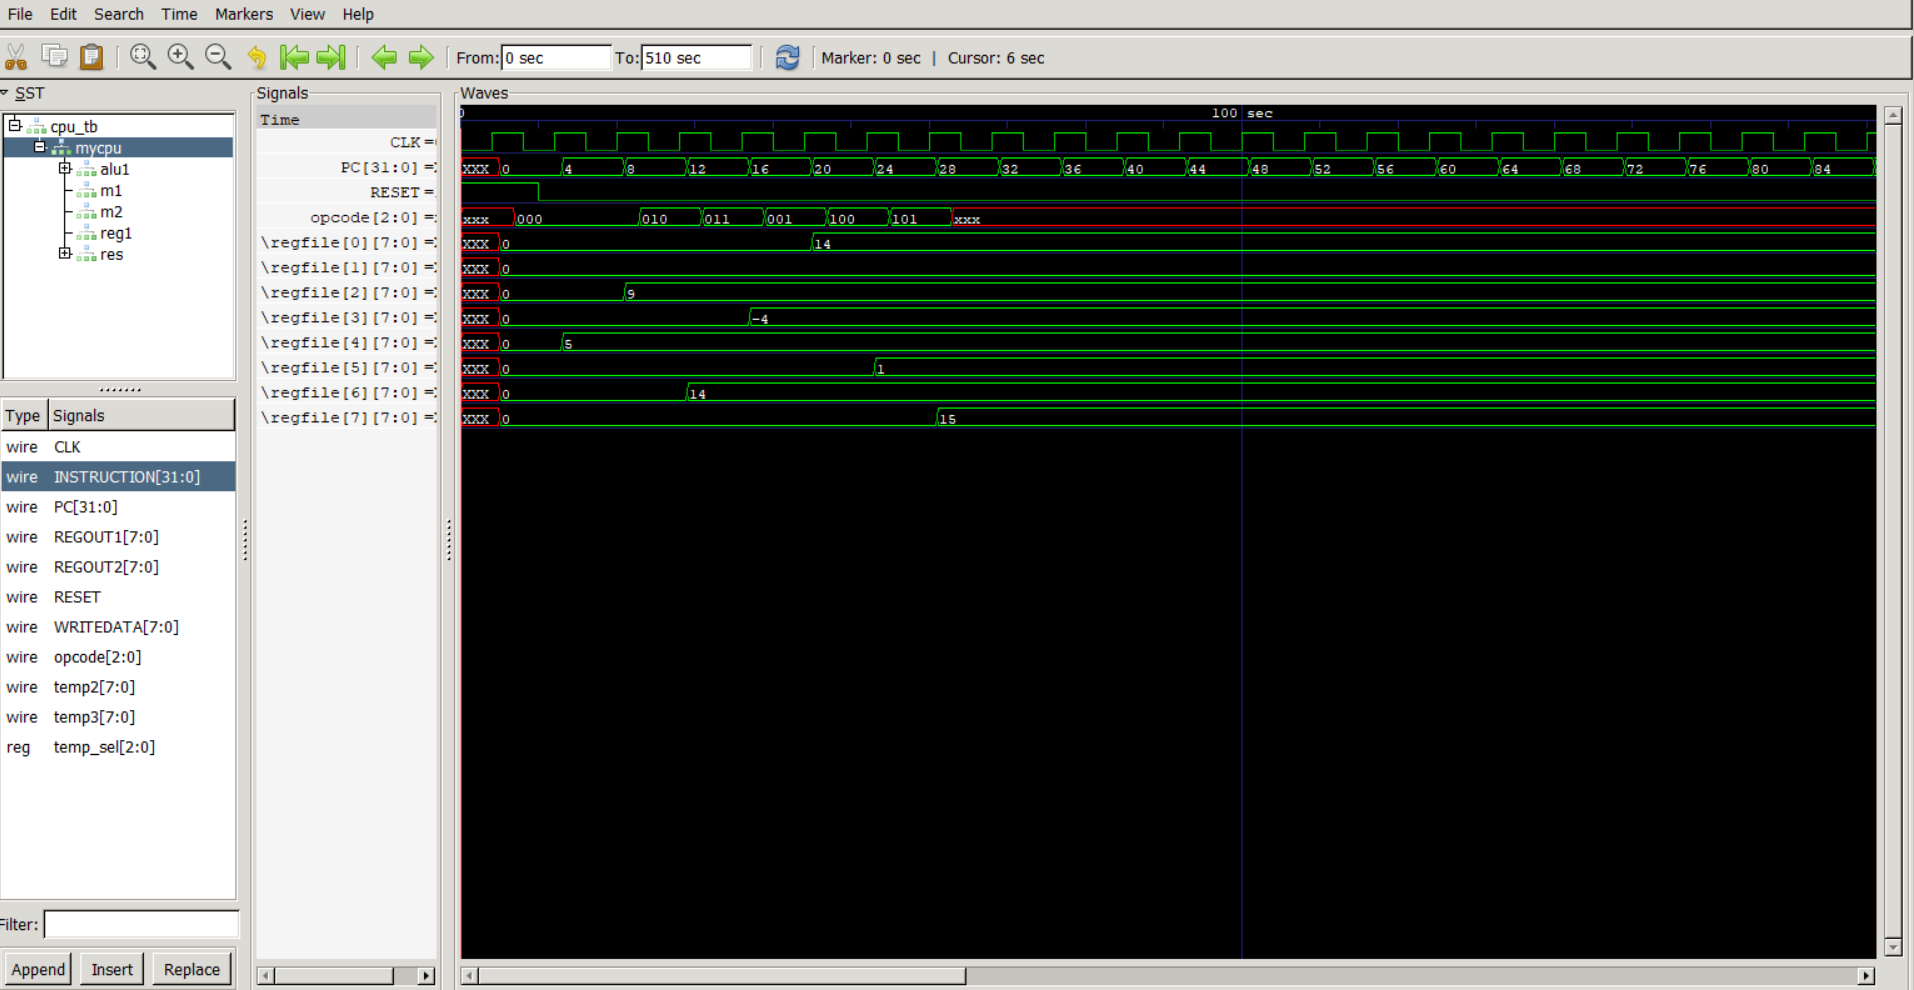 File Edit Search Time Markers View Help
From: 0 sec To: 510 sec Marker: 0 sec | Cursor: 6 sec
SST
cpu_tb
mycpu
alu1
m1
m2
reg1
res
Type Signals
wire CLK
wire INSTRUCTION[31:0]
wire PC[31:0]
wire REGOUT1[7:0]
wire REGOUT2[7:0]
wire RESET
wire WRITEDATA[7:0]
wire opcode[2:0]
wire temp2[7:0]
wire temp3[7:0]
reg temp_sel[2:0]
Filter:
Append Insert Replace
Signals
Time
CLK =
PC[31:0] =
RESET =
opcode[2:0] =
\regfile[0][7:0] =
\regfile[1][7:0] =
\regfile[2][7:0] =
\regfile[3][7:0] =
\regfile[4][7:0] =
\regfile[5][7:0] =
\regfile[6][7:0] =
\regfile[7][7:0] =
Waves
0 100 sec
XXX 0 4 8 12 16 20 24 28 32 36 40 44 48 52 56 60 64 68 72 76 80 84
xxx 000 010 011 001 100 101 xxx
XXX 0 14
XXX 0
XXX 0 9
XXX 0 -4
XXX 0 5
XXX 0 1
XXX 0 14
XXX 0 15